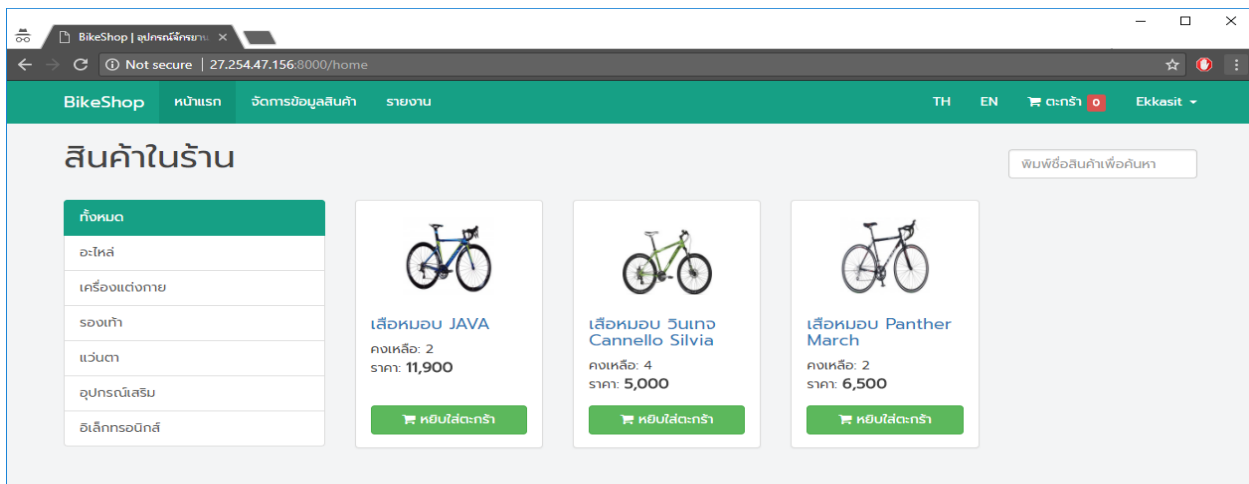 BikeShop | อุปกรณ์จักรยาน
Not secure | 27.254.47.156:8000/home
BikeShop หน้าแรก จัดการข้อมูลสินค้า รายงาน TH EN ตะกร้า 0 Ekkasit
สินค้าในร้าน
พิมพ์ชื่อสินค้าเพื่อค้นหา
ทั้งหมด
อะไหล่
เครื่องแต่งกาย
รองเท้า
แว่นตา
อุปกรณ์เสริม
อิเล็กทรอนิกส์
เสือหมอบ JAVA
คงเหลือ: 2
ราคา: 11,900
หยิบใส่ตะกร้า
เสือหมอบ วินเทจ
Cannello Silvia
คงเหลือ: 4
ราคา: 5,000
หยิบใส่ตะกร้า
เสือหมอบ Panther
March
คงเหลือ: 2
ราคา: 6,500
หยิบใส่ตะกร้า